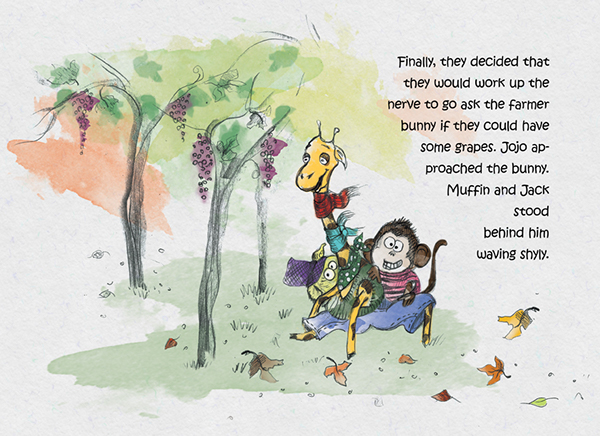 Finally, they decided that
they would work up the
nerve to go ask the farmer
bunny if they could have
some grapes. Jojo ap-
proached the bunny.
Muffin and Jack
stood
behind him
waving shyly.